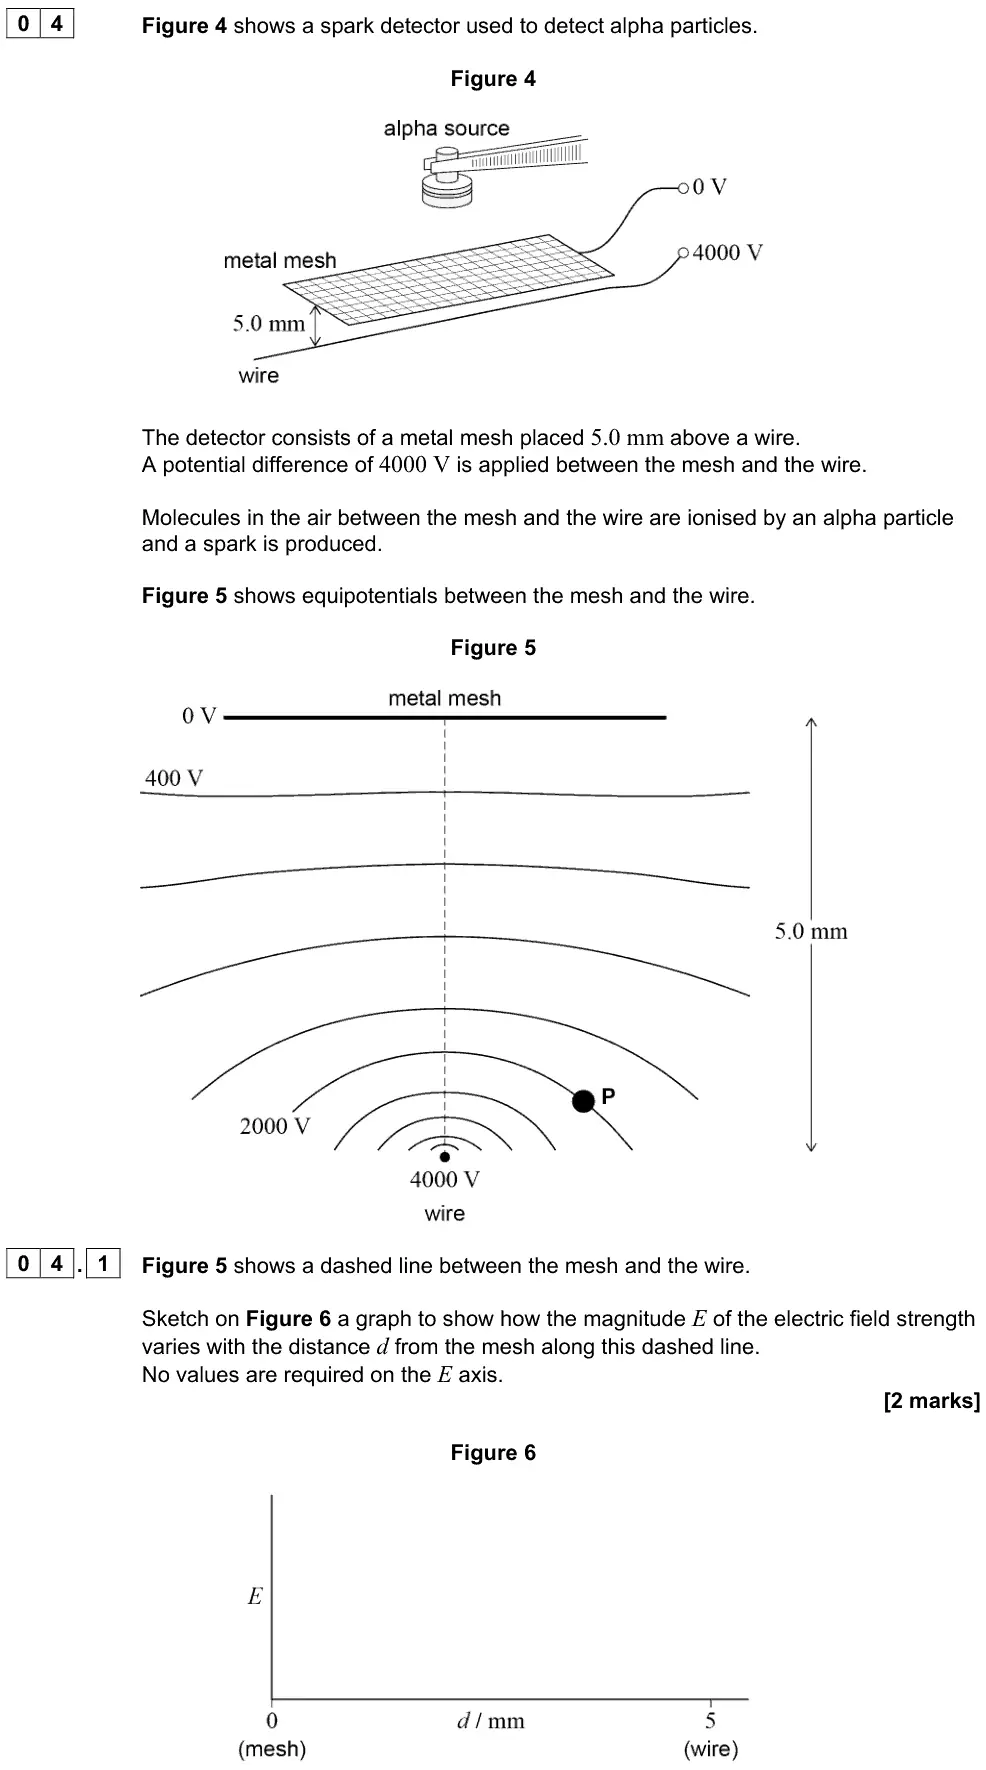 0 4
Figure 4 shows a spark detector used to detect alpha particles.
Figure 4
alpha source
0 V
4000 V
metal mesh
5.0 mm
wire
The detector consists of a metal mesh placed 5.0 mm above a wire.
A potential difference of 4000 V is applied between the mesh and the wire.
Molecules in the air between the mesh and the wire are ionised by an alpha particle
and a spark is produced.
Figure 5 shows equipotentials between the mesh and the wire.
Figure 5
metal mesh
0 V
400 V
5.0 mm
P
2000 V
4000 V
wire
0 4 . 1
Figure 5 shows a dashed line between the mesh and the wire.
Sketch on Figure 6 a graph to show how the magnitude E of the electric field strength
varies with the distance d from the mesh along this dashed line.
No values are required on the E axis.
[2 marks]
Figure 6
E
0 d / mm 5
(mesh) (wire)